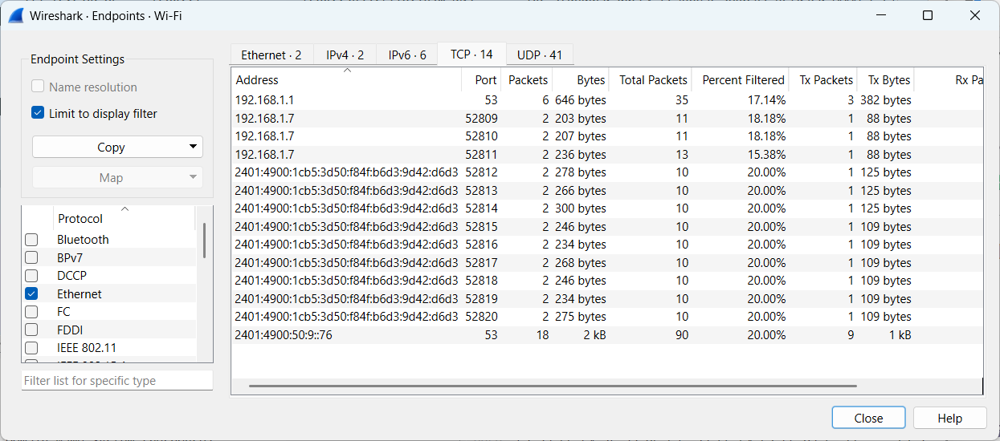 Wireshark · Endpoints · Wi-Fi
Endpoint Settings
Name resolution
Limit to display filter
Copy
Map
Protocol
Bluetooth
BPv7
DCCP
Ethernet
FC
FDDI
IEEE 802.11
Filter list for specific type
Ethernet · 2 IPv4 · 2 IPv6 · 6 TCP · 14 UDP · 41
Address Port Packets Bytes Total Packets Percent Filtered Tx Packets Tx Bytes Rx Pa
192.168.1.1 53 6 646 bytes 35 17.14% 3 382 bytes
192.168.1.7 52809 2 203 bytes 11 18.18% 1 88 bytes
192.168.1.7 52810 2 207 bytes 11 18.18% 1 88 bytes
192.168.1.7 52811 2 236 bytes 13 15.38% 1 88 bytes
2401:4900:1cb5:3d50:f84f:b6d3:9d42:d6d3 52812 2 278 bytes 10 20.00% 1 125 bytes
2401:4900:1cb5:3d50:f84f:b6d3:9d42:d6d3 52813 2 266 bytes 10 20.00% 1 125 bytes
2401:4900:1cb5:3d50:f84f:b6d3:9d42:d6d3 52814 2 300 bytes 10 20.00% 1 125 bytes
2401:4900:1cb5:3d50:f84f:b6d3:9d42:d6d3 52815 2 246 bytes 10 20.00% 1 109 bytes
2401:4900:1cb5:3d50:f84f:b6d3:9d42:d6d3 52816 2 234 bytes 10 20.00% 1 109 bytes
2401:4900:1cb5:3d50:f84f:b6d3:9d42:d6d3 52817 2 268 bytes 10 20.00% 1 109 bytes
2401:4900:1cb5:3d50:f84f:b6d3:9d42:d6d3 52818 2 246 bytes 10 20.00% 1 109 bytes
2401:4900:1cb5:3d50:f84f:b6d3:9d42:d6d3 52819 2 234 bytes 10 20.00% 1 109 bytes
2401:4900:1cb5:3d50:f84f:b6d3:9d42:d6d3 52820 2 275 bytes 10 20.00% 1 109 bytes
2401:4900:50:9::76 53 18 2 kB 90 20.00% 9 1 kB
Close Help